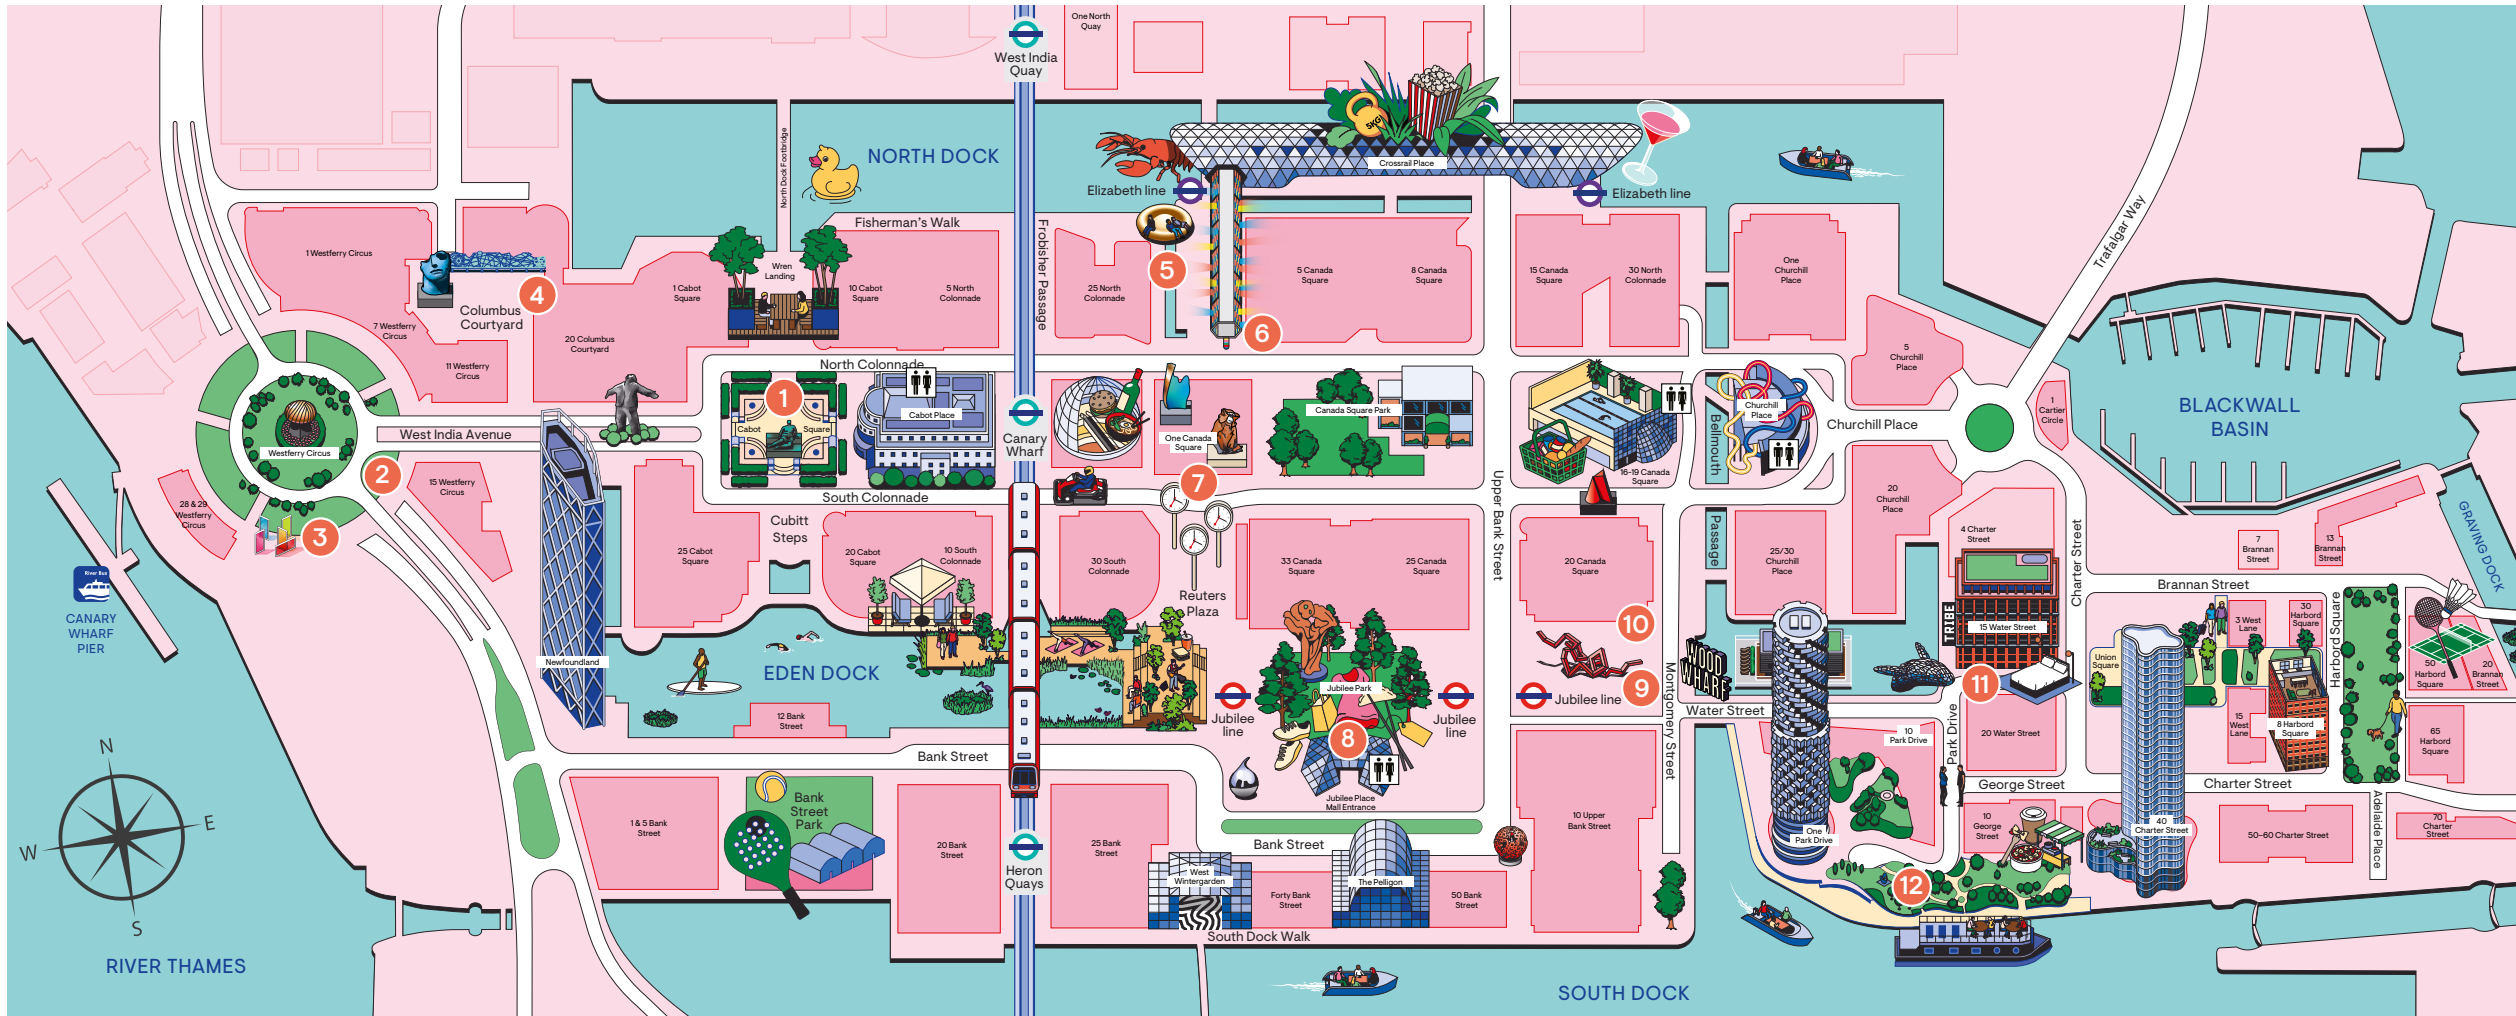 One North
Quay
West India
Quay
North Dock Footbridge
NORTH DOCK
5KG
Crossrail Place
Elizabeth line
Elizabeth line
Fisherman's Walk
Frobisher Passage
Trafalgar Way
1 Westferry Circus
Columbus
Courtyard
4
7 Westferry
Circus
11 Westferry
Circus
20 Columbus
Courtyard
1 Cabot
Square
Wren
Landing
10 Cabot
Square
5 North
Colonnade
25 North
Colonnade
5
6
5 Canada
Square
8 Canada
Square
15 Canada
Square
30 North
Colonnade
One
Churchill
Place
5
Churchill
Place
North Colonnade
1
Cabot
Square
Cabot Place
Canary
Wharf
One Canada
Square
Canada Square Park
16-19 Canada
Square
Churchill
Place
Bellmouth
Passage
Churchill Place
1
Cartier
Circle
BLACKWALL
BASIN
West India Avenue
Westferry Circus
2
3
28 & 29
Westferry
Circus
15 Westferry
Circus
South Colonnade
7
Upper Bank Street
River Bus
CANARY
WHARF
PIER
Newfoundland
25 Cabot
Square
Cubitt
Steps
20 Cabot
Square
10 South
Colonnade
30 South
Colonnade
Reuters
Plaza
33 Canada
Square
25 Canada
Square
20 Canada
Square
25/30
Churchill
Place
20
Churchill
Place
4 Charter
Street
Charter Street
7
Brannan
Street
13
Brannan
Street
GRAVING DOCK
Brannan Street
EDEN DOCK
12 Bank
Street
Jubilee
line
Jubilee Park
Jubilee
line
8
Jubilee Place
Mall Entrance
10
9
Jubilee line
Montgomery Street
WOOD
WHARF
TRIBE
15 Water Street
11
Union
Square
3 West
Lane
30
Harbord
Square
Harbord Square
50
Harbord
Square
20
Brannan
Street
15
West
Lane
8 Harbord
Square
65
Harbord
Square
Water Street
10
Park Drive
Park Drive
20 Water Street
George Street
Charter Street
Bank Street
Bank
Street
Park
1 & 5 Bank
Street
20 Bank
Street
Heron
Quays
25 Bank
Street
Bank Street
West
Wintergarden
Forty Bank
Street
The Pelligon
50 Bank
Street
10 Upper
Bank Street
One
Park Drive
10
George
Street
12
40
Charter Street
50–60 Charter Street
Adelaide Place
70
Charter
Street
South Dock Walk
N
E
S
W
RIVER THAMES
SOUTH DOCK